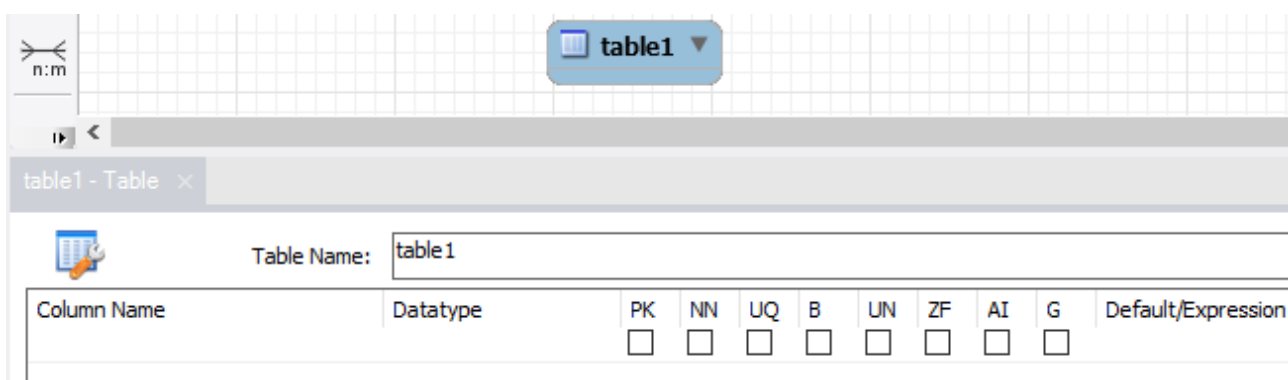 table1
n:m
table1 - Table
Table Name: table1
Column Name Datatype PK NN UQ B UN ZF AI G Default/Expression